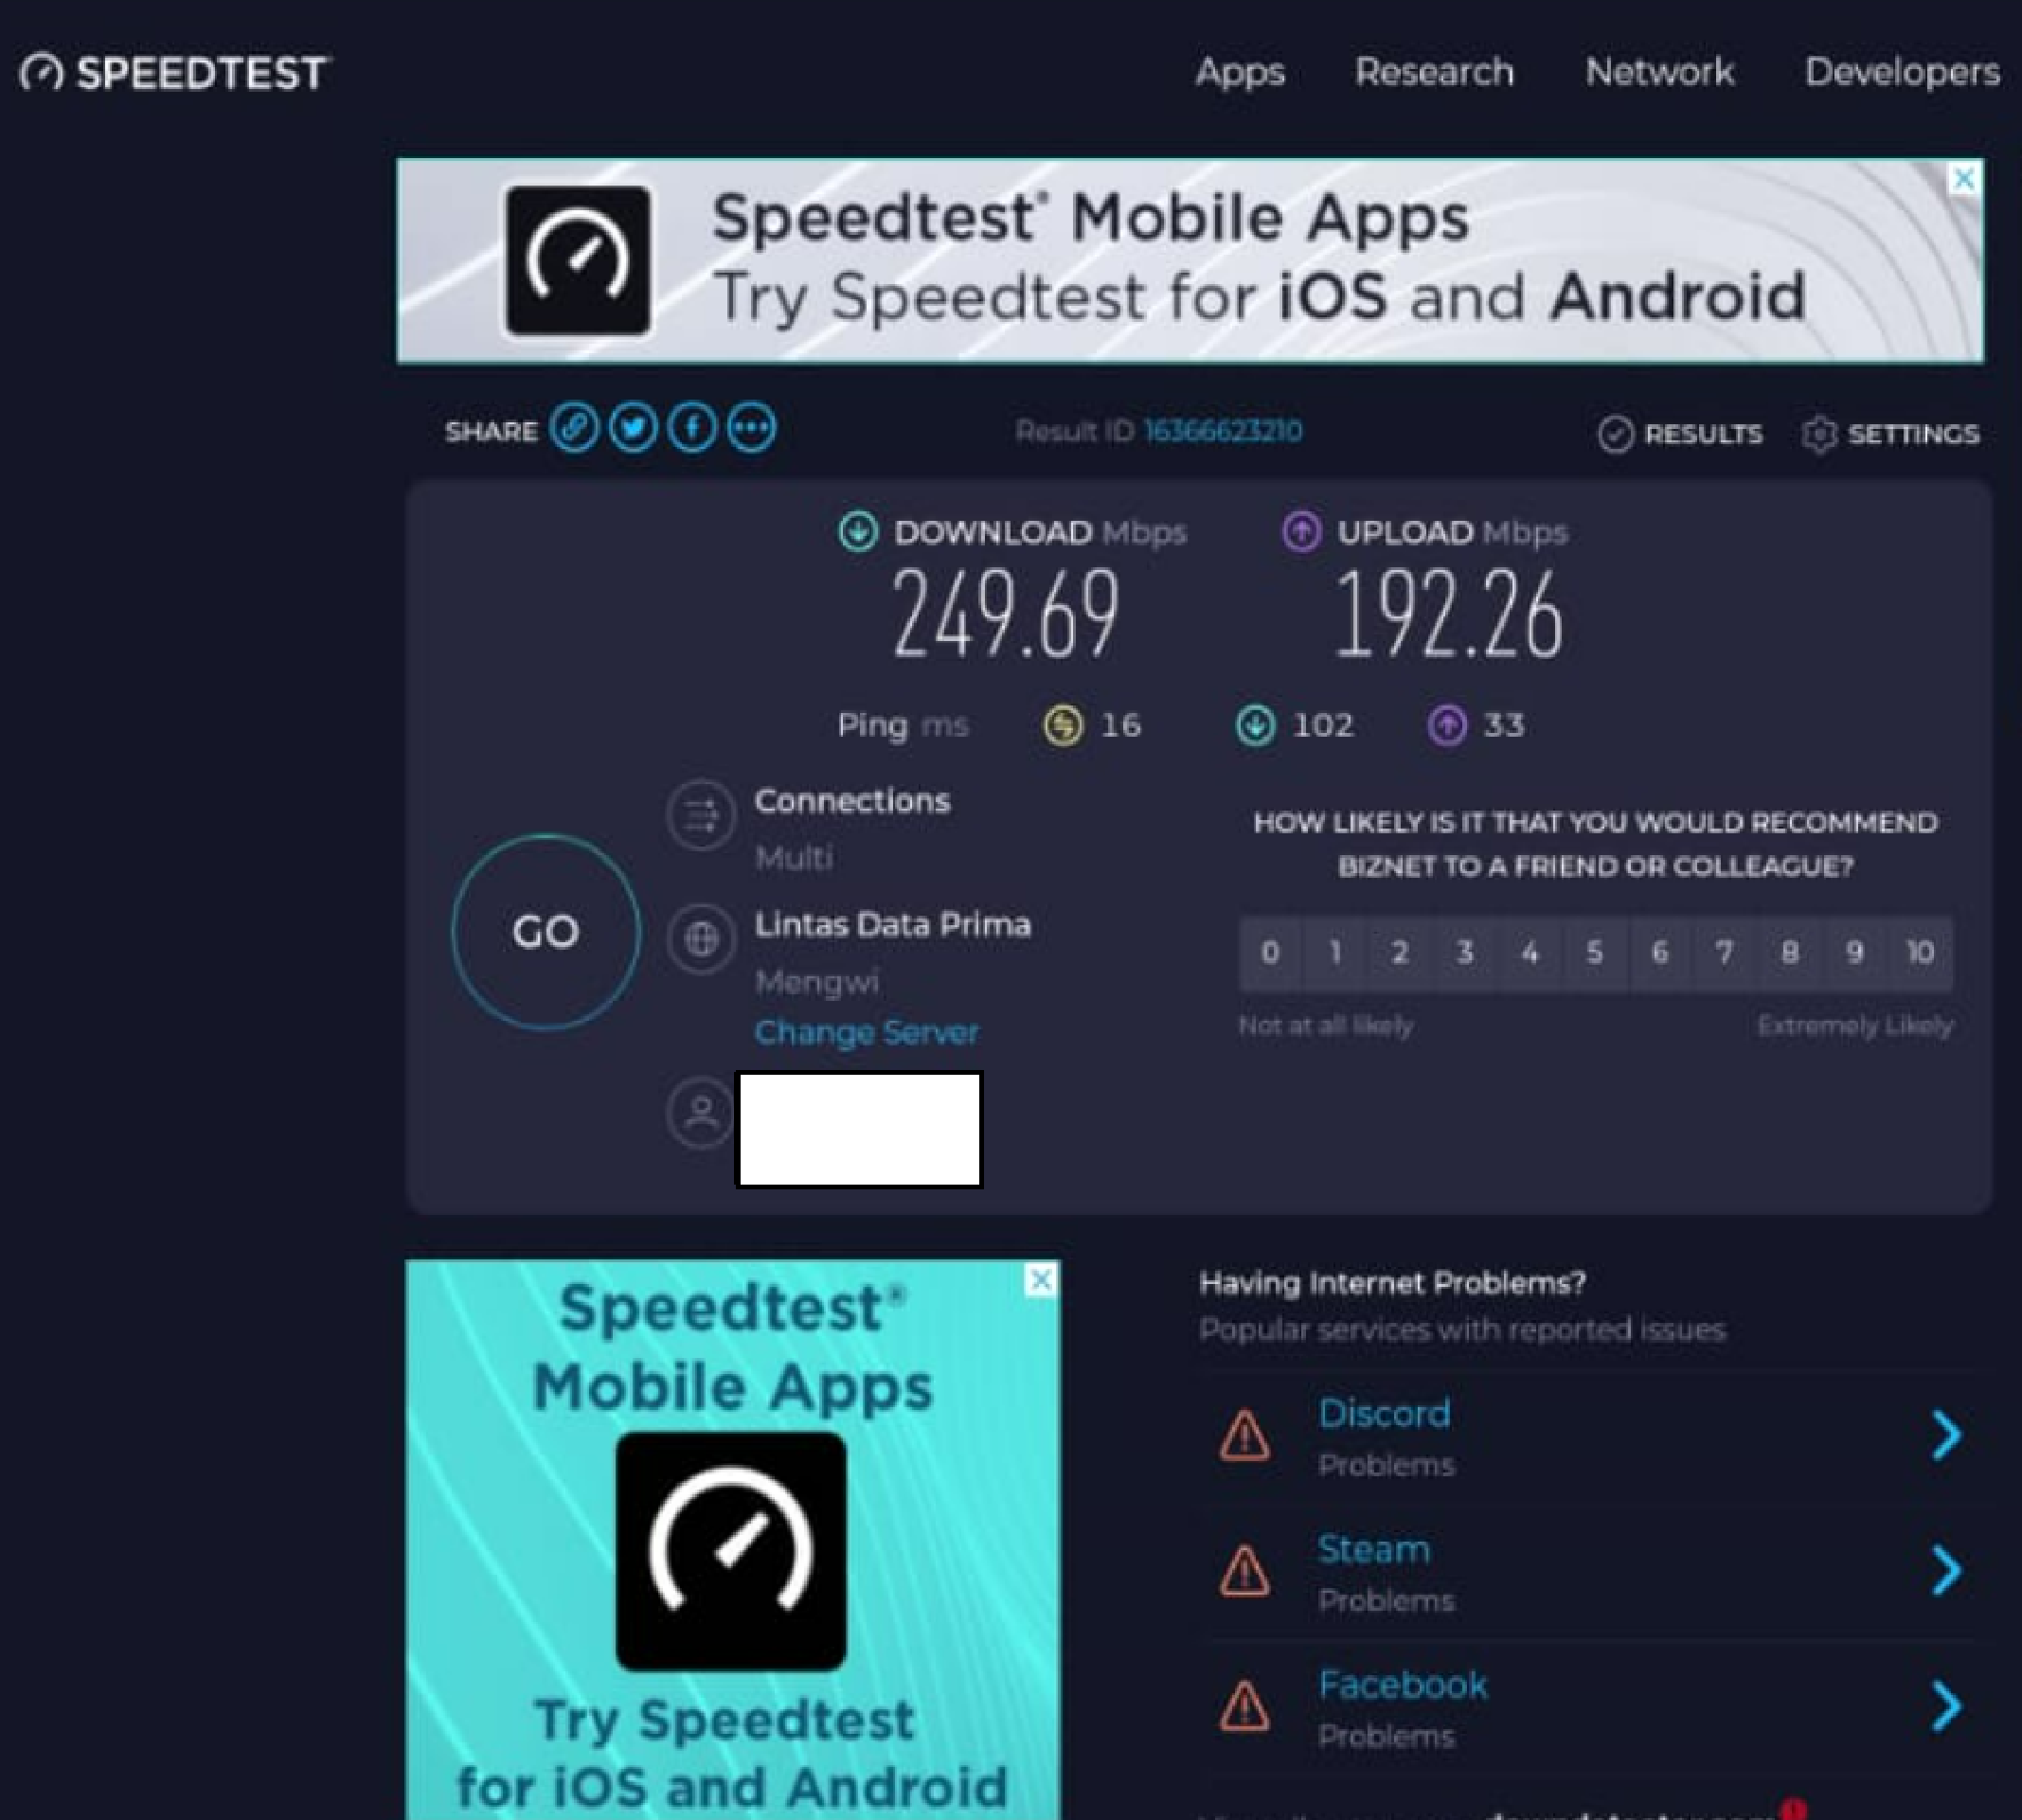 SPEEDTEST
Apps Research Network Developers
Speedtest® Mobile Apps
Try Speedtest for iOS and Android
SHARE
Result ID 16366623210
RESULTS SETTINGS
DOWNLOAD Mbps
249.69
UPLOAD Mbps
192.26
Ping ms 16 102 33
GO
Connections
Multi
Lintas Data Prima
Mengwi
Change Server
HOW LIKELY IS IT THAT YOU WOULD RECOMMEND
BIZNET TO A FRIEND OR COLLEAGUE?
0 1 2 3 4 5 6 7 8 9 10
Not at all likely Extremely Likely
Speedtest®
Mobile Apps
Try Speedtest
for iOS and Android
Having Internet Problems?
Popular services with reported issues
Discord
Problems
Steam
Problems
Facebook
Problems